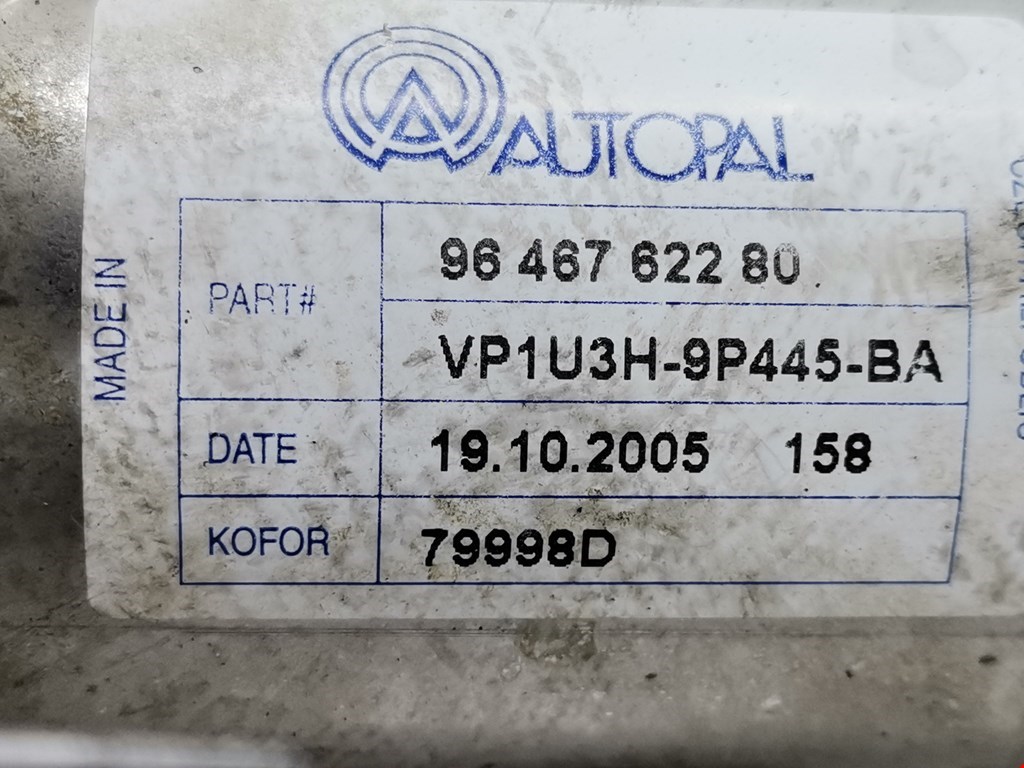 AUTOPAL
MADE IN
PART#
96 467 622 80
VP1U3H-9P445-BA
DATE
19.10.2005 158
KOFOR
79998D